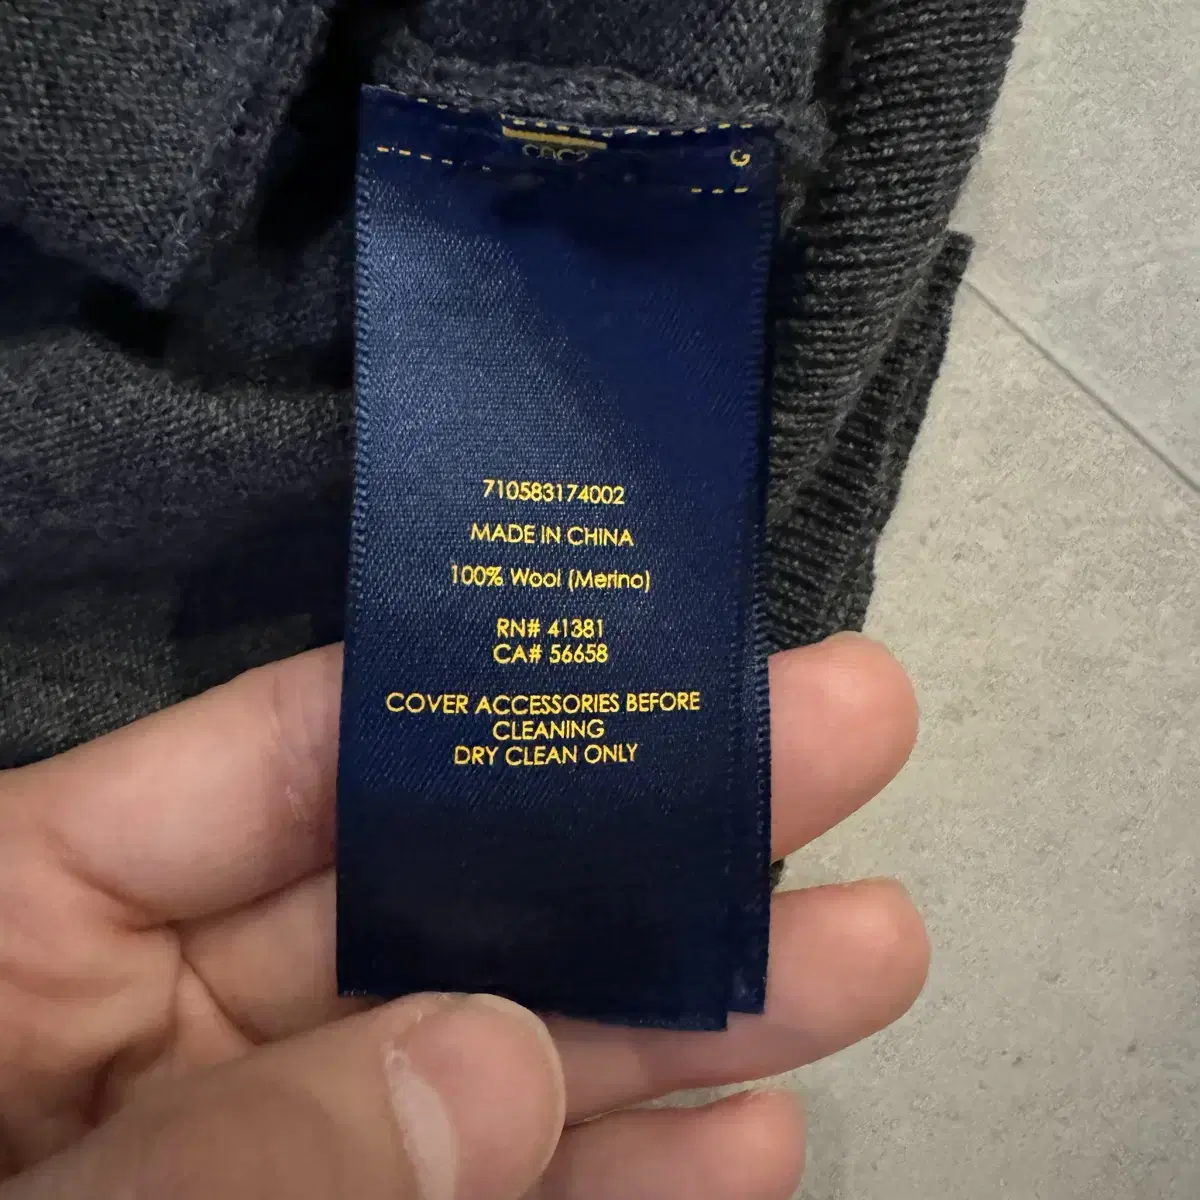 710583174002
MADE IN CHINA
100% Wool (Merino)
RN# 41381
CA# 56658
COVER ACCESSORIES BEFORE
CLEANING
DRY CLEAN ONLY